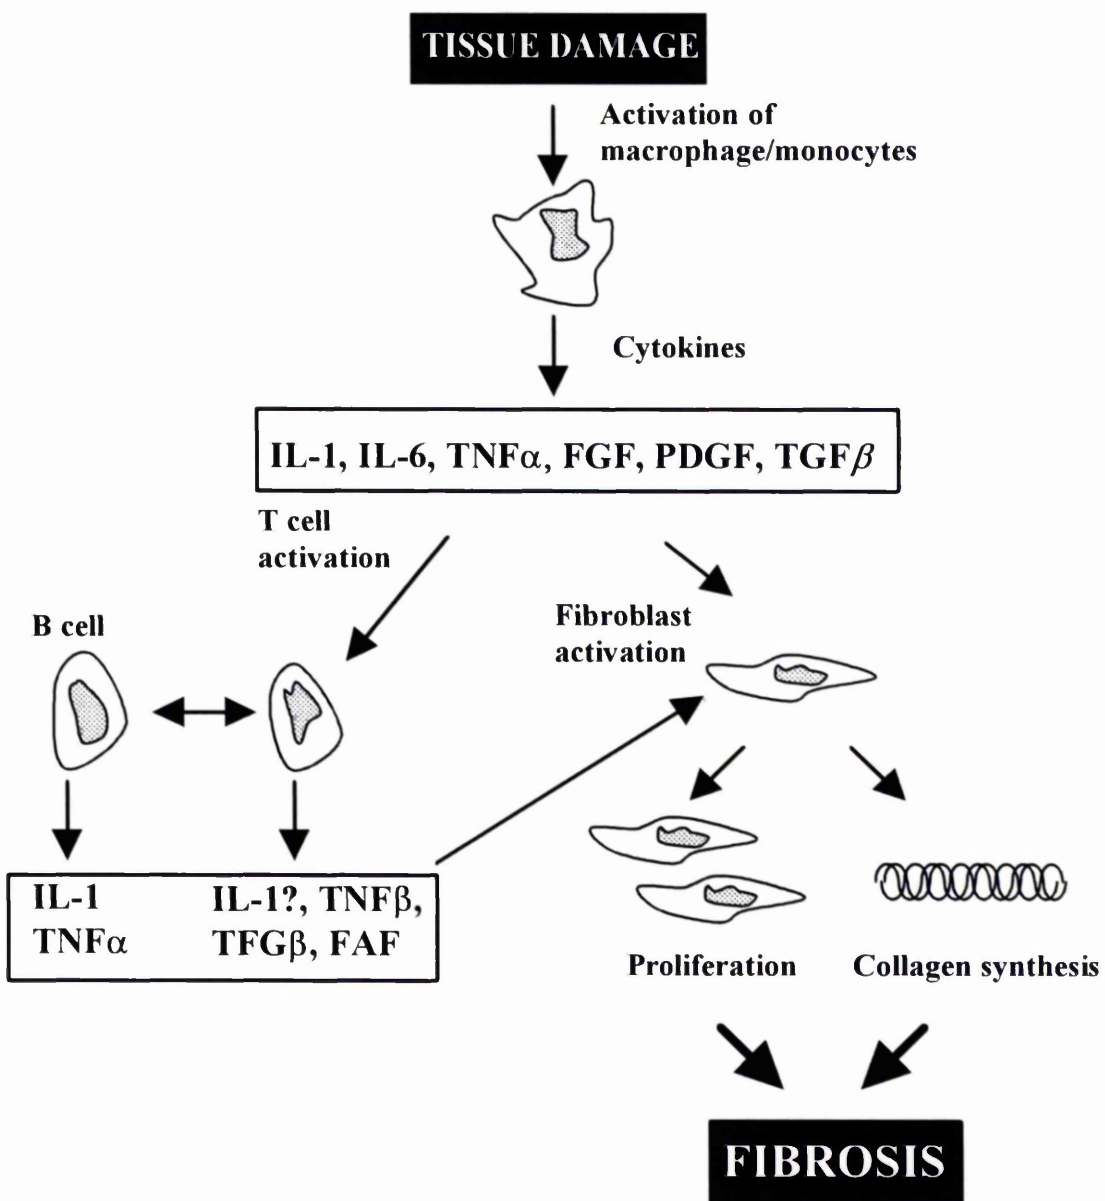 TISSUE DAMAGE
Activation of
macrophage/monocytes
Cytokines
IL-1, IL-6, TNFα, FGF, PDGF, TGFβ
T cell
activation
Fibroblast
activation
B cell
IL-1
TNFα
IL-1?, TNFβ,
TFGβ, FAF
Proliferation
Collagen synthesis
FIBROSIS